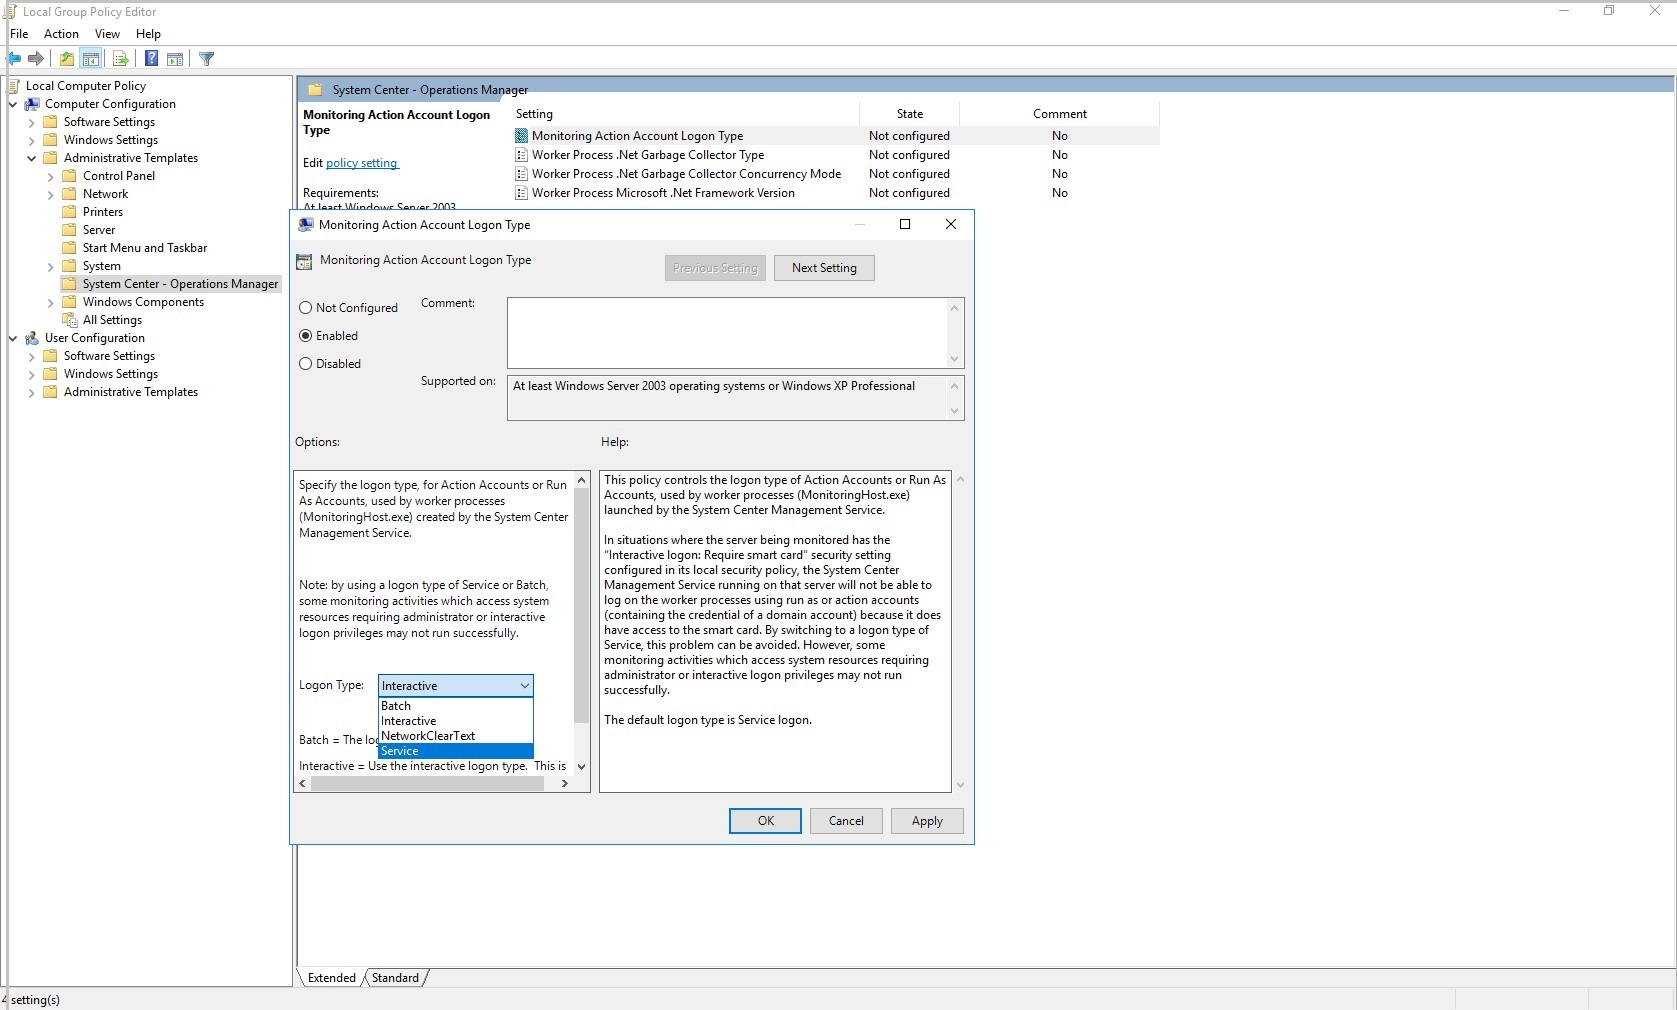 Local Group Policy Editor
File Action View Help
Local Computer Policy
Computer Configuration
Software Settings
Windows Settings
Administrative Templates
Control Panel
Network
Printers
Server
Start Menu and Taskbar
System
System Center - Operations Manager
Windows Components
All Settings
User Configuration
Software Settings
Windows Settings
Administrative Templates
System Center - Operations Manager
Monitoring Action Account Logon
Type
Edit policy setting
Requirements:
At least Windows Server 2003
Setting State Comment
Monitoring Action Account Logon Type Not configured No
Worker Process .Net Garbage Collector Type Not configured No
Worker Process .Net Garbage Collector Concurrency Mode Not configured No
Worker Process Microsoft .Net Framework Version Not configured No
Monitoring Action Account Logon Type
Monitoring Action Account Logon Type
Previous Setting Next Setting
Not Configured
Enabled
Disabled
Comment:
Supported on:
At least Windows Server 2003 operating systems or Windows XP Professional
Options:
Specify the logon type, for Action Accounts or Run
As Accounts, used by worker processes
(MonitoringHost.exe) created by the System Center
Management Service.
Note: by using a logon type of Service or Batch,
some monitoring activities which access system
resources requiring administrator or interactive
logon privileges may not run successfully.
Logon Type: Interactive
Batch
Interactive
NetworkClearText
Service
Batch = The log
Interactive = Use the interactive logon type. This is
Help:
This policy controls the logon type of Action Accounts or Run As
Accounts, used by worker processes (MonitoringHost.exe)
launched by the System Center Management Service.
In situations where the server being monitored has the
“Interactive logon: Require smart card” security setting
configured in its local security policy, the System Center
Management Service running on that server will not be able to
log on the worker processes using run as or action accounts
(containing the credential of a domain account) because it does
have access to the smart card. By switching to a logon type of
Service, this problem can be avoided. However, some
monitoring activities which access system resources requiring
administrator or interactive logon privileges may not run
successfully.
The default logon type is Service logon.
OK Cancel Apply
Extended Standard
4 setting(s)